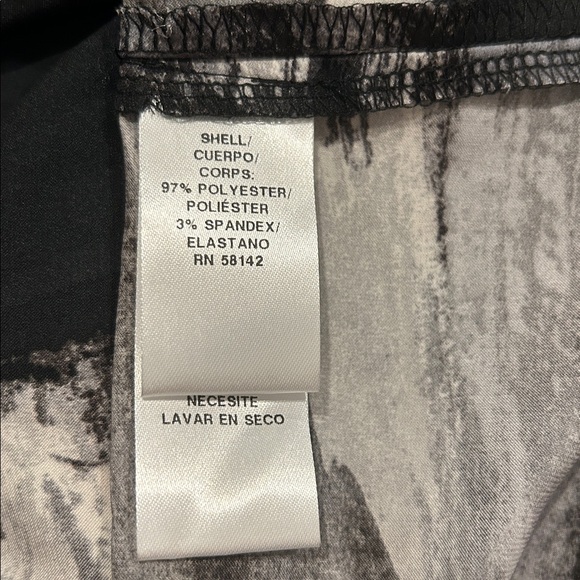 SHELL/
CUERPO/
CORPS:
97% POLYESTER/
POLIÉSTER
3% SPANDEX/
ELASTANO
RN 58142
NECESITE
LAVAR EN SECO